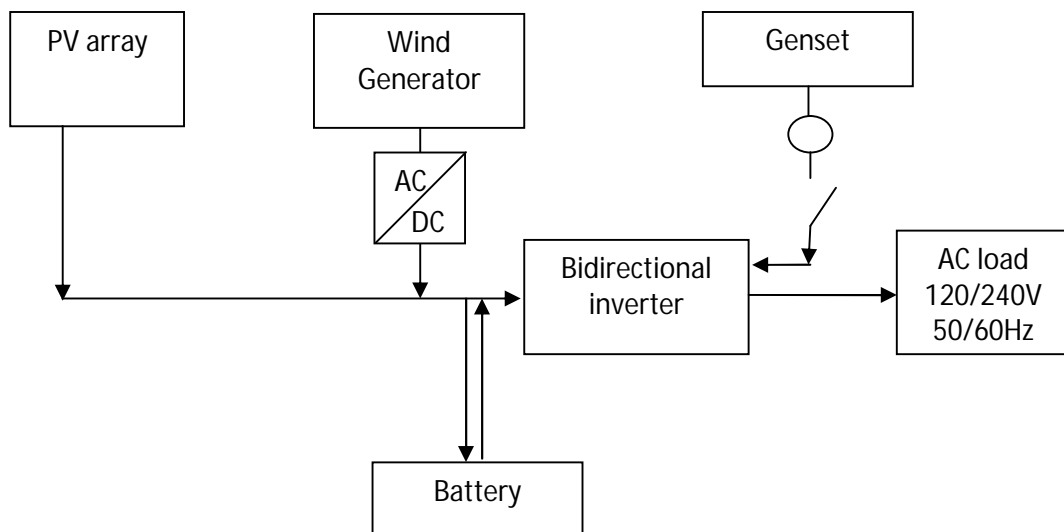 PV array
Wind
Generator
Genset
AC
DC
Bidirectional
inverter
AC load
120/240V
50/60Hz
Battery